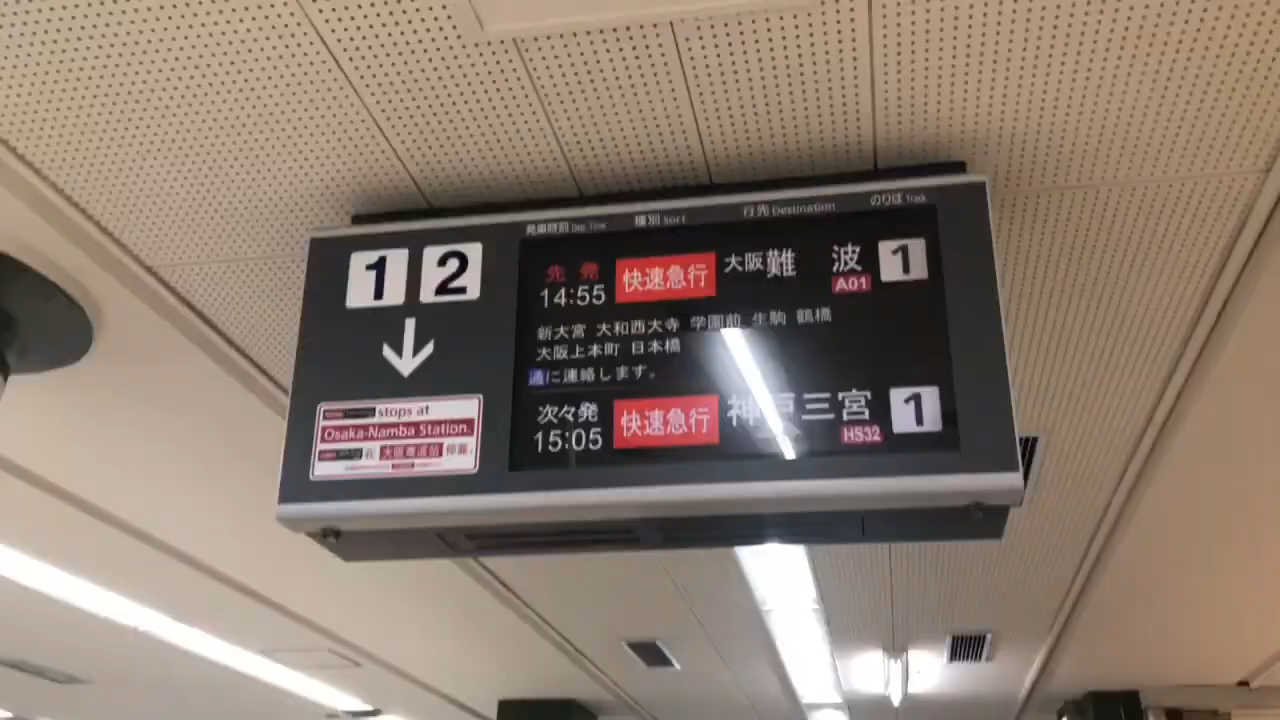 1 2
stops at
Osaka-Namba Station.
発車時刻 Dep. Time 種別 Sort 行先 Destination のりば Track
先発 14:55 快速急行 大阪難波 A01 1
新大宮 大和西大寺 学園前 生駒 鶴橋
大阪上本町 日本橋
に連絡します。
次々発 15:05 快速急行 神戸三宮 HS32 1